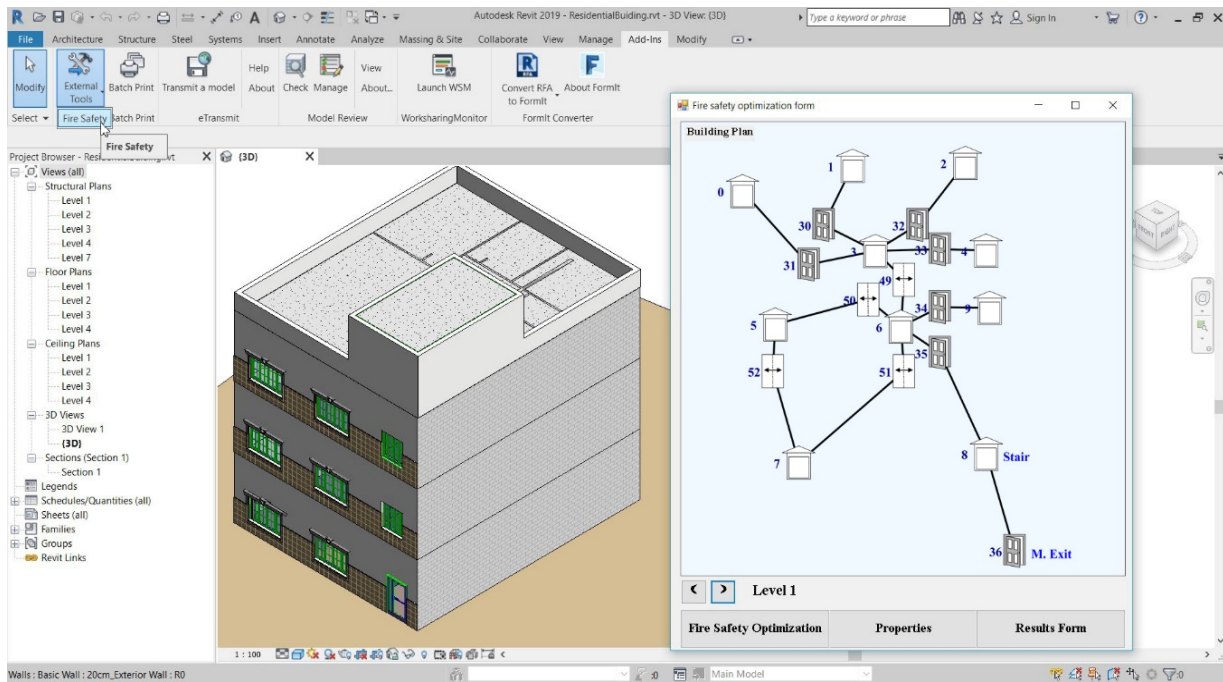 Autodesk Revit 2019 - ResidentialBuiding.rvt - 3D View: {3D}
Type a keyword or phrase
Sign In
File Architecture Structure Steel Systems Insert Annotate Analyze Massing & Site Collaborate View Manage Add-Ins Modify
Modify
External Tools
Batch Print
Transmit a model
Help
About
Check
Manage
View
About...
Launch WSM
Convert RFA to FormIt
About FormIt
Select
Fire Safety
Batch Print
eTransmit
Model Review
WorksharingMonitor
FormIt Converter
Fire Safety
Project Browser - ResidentialBuiding.rvt
{3D}
Views (all)
Structural Plans
Level 1
Level 2
Level 3
Level 4
Level 7
Floor Plans
Level 1
Level 2
Level 3
Level 4
Ceiling Plans
Level 1
Level 2
Level 3
Level 4
3D Views
3D View 1
{3D}
Sections (Section 1)
Section 1
Legends
Schedules/Quantities (all)
Sheets (all)
Families
Groups
Revit Links
Fire safety optimization form
Building Plan
0
1
2
30
32
31
3
33
4
49
50
34
9
5
6
35
52
51
7
8
Stair
36
M. Exit
Level 1
Fire Safety Optimization
Properties
Results Form
TOP
FRONT
RIGHT
1 : 100
Walls : Basic Wall : 20cm_Exterior Wall : R0
:0
Main Model
:0